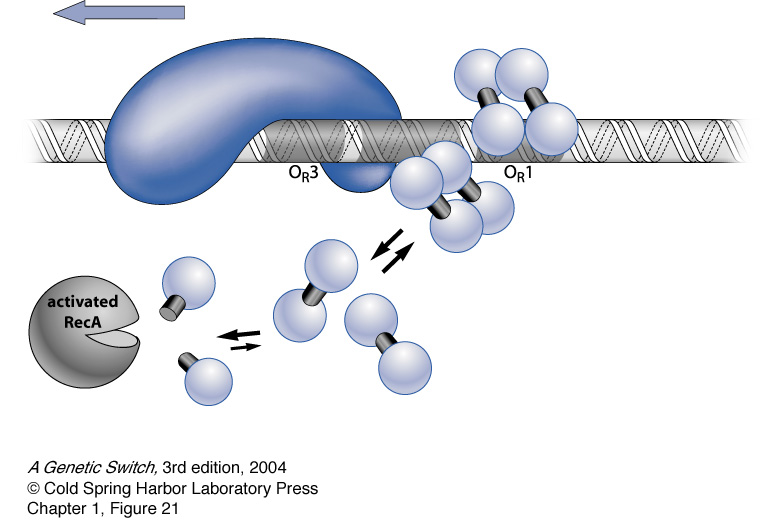 OR3
OR1
activated
RecA
A Genetic Switch, 3rd edition, 2004
© Cold Spring Harbor Laboratory Press
Chapter 1, Figure 21